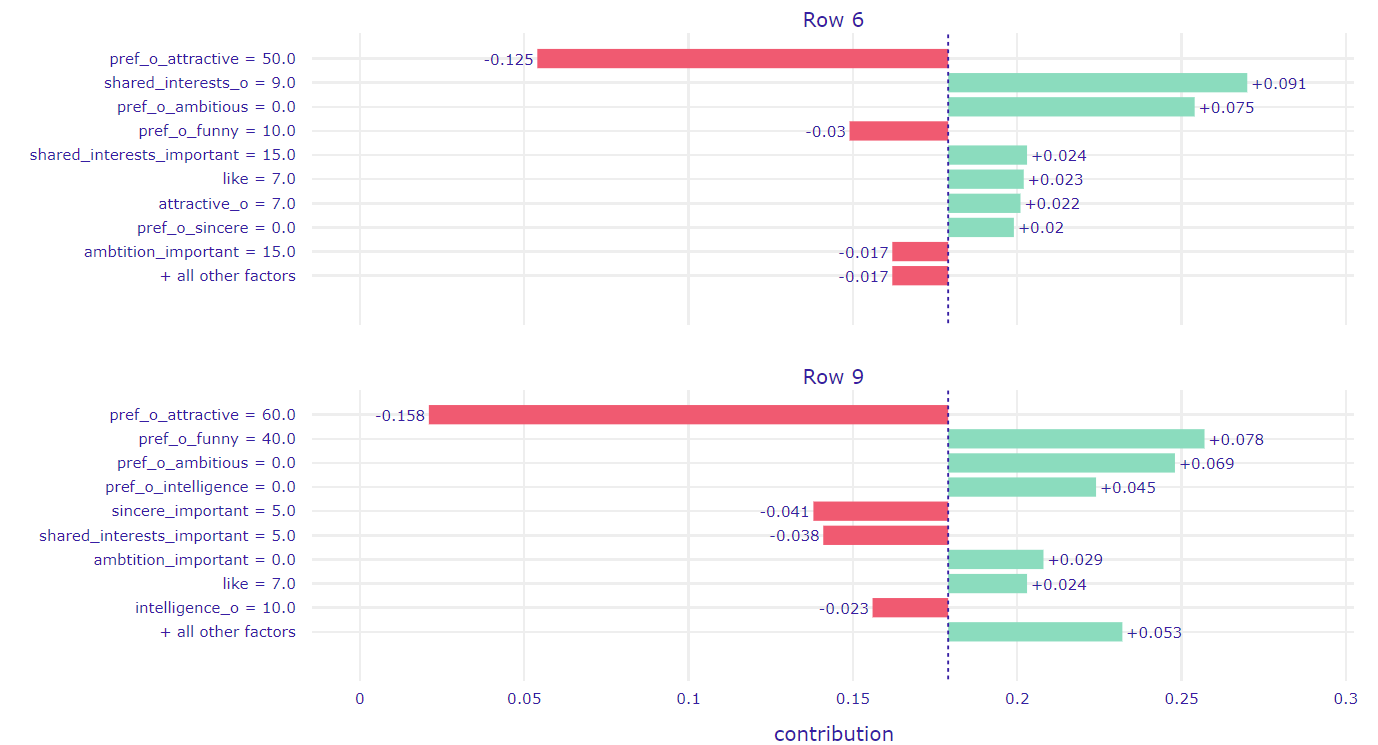 Row 6
pref_o_attractive = 50.0 -0.125
shared_interests_o = 9.0 +0.091
pref_o_ambitious = 0.0 +0.075
pref_o_funny = 10.0 -0.03
shared_interests_important = 15.0 +0.024
like = 7.0 +0.023
attractive_o = 7.0 +0.022
pref_o_sincere = 0.0 +0.02
ambtition_important = 15.0 -0.017
+ all other factors -0.017
Row 9
pref_o_attractive = 60.0 -0.158
pref_o_funny = 40.0 +0.078
pref_o_ambitious = 0.0 +0.069
pref_o_intelligence = 0.0 +0.045
sincere_important = 5.0 -0.041
shared_interests_important = 5.0 -0.038
ambtition_important = 0.0 +0.029
like = 7.0 +0.024
intelligence_o = 10.0 -0.023
+ all other factors +0.053
0 0.05 0.1 0.15 0.2 0.25 0.3
contribution